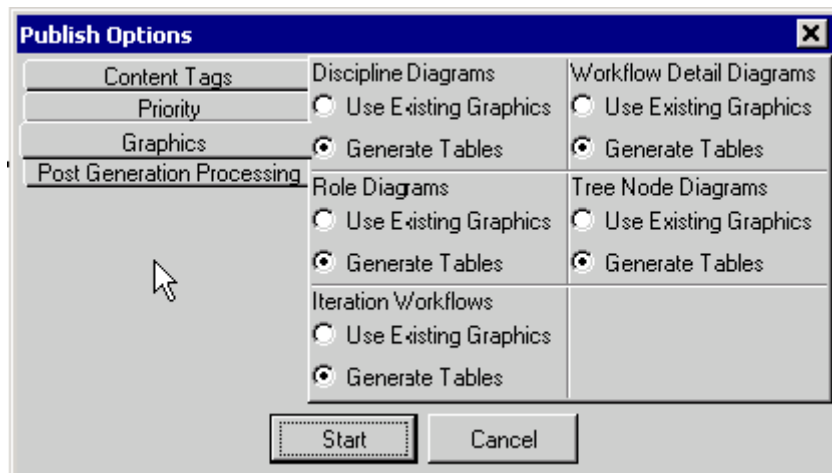 Publish Options
Content Tags
Priority
Graphics
Post Generation Processing
Discipline Diagrams
Use Existing Graphics
Generate Tables
Workflow Detail Diagrams
Use Existing Graphics
Generate Tables
Role Diagrams
Use Existing Graphics
Generate Tables
Tree Node Diagrams
Use Existing Graphics
Generate Tables
Iteration Workflows
Use Existing Graphics
Generate Tables
Start
Cancel